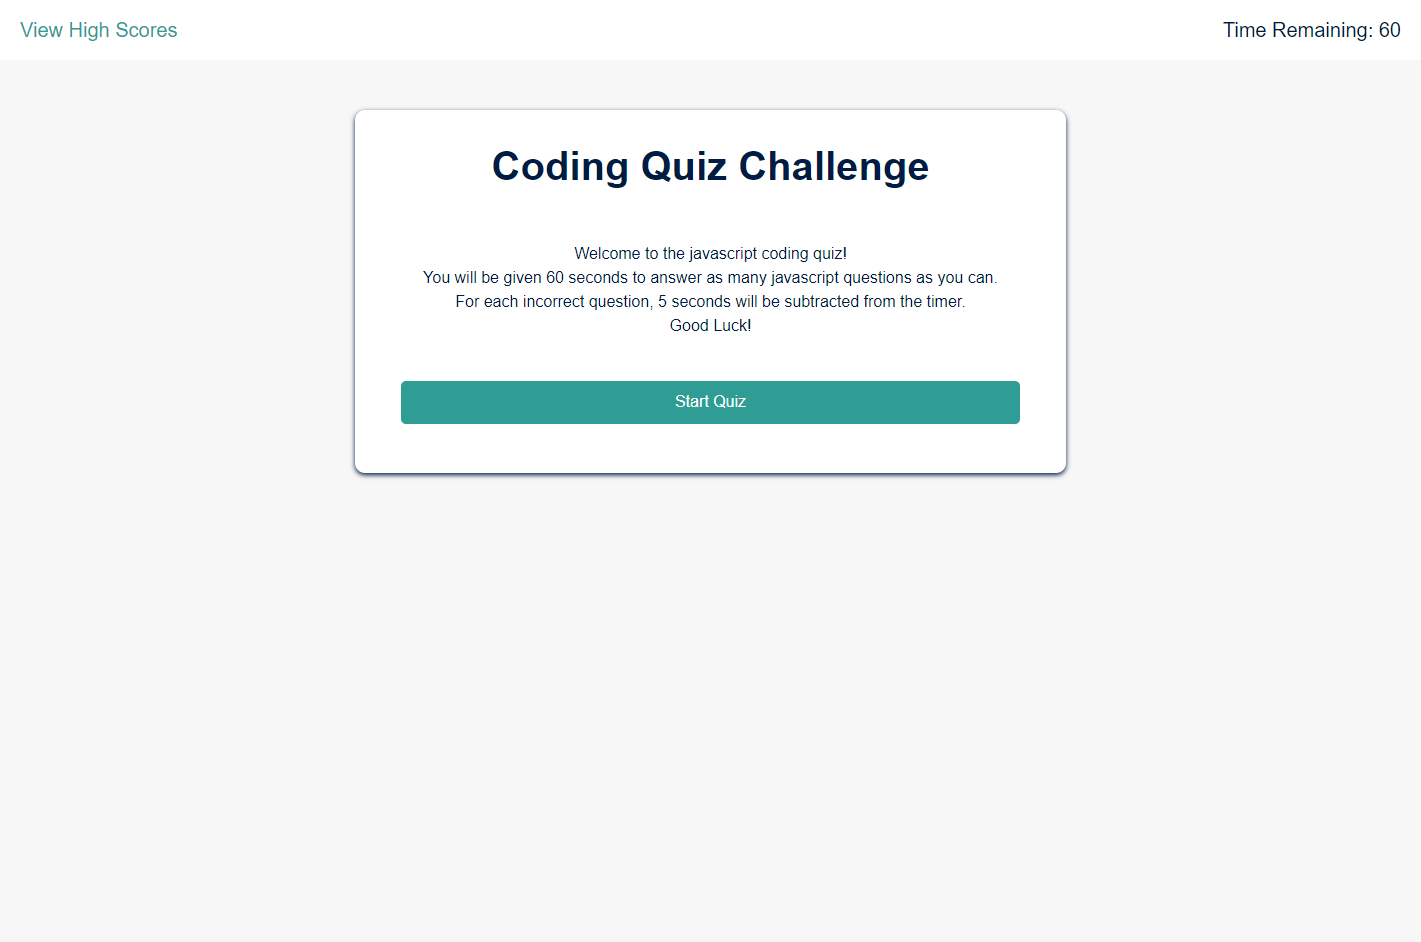 View High Scores
Time Remaining: 60
Coding Quiz Challenge
Welcome to the javascript coding quiz!
You will be given 60 seconds to answer as many javascript questions as you can.
For each incorrect question, 5 seconds will be subtracted from the timer.
Good Luck!
Start Quiz